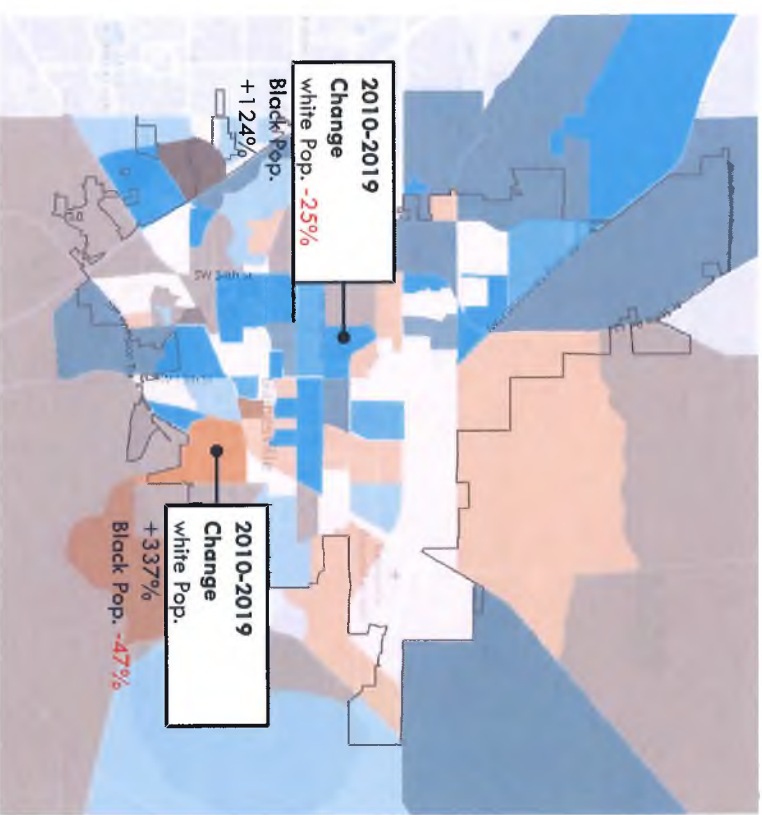 2010-2019
Change
white Pop. -25%
Black Pop.
+124%
SW 34th St
2010-2019
Change
white Pop.
+337%
Black Pop. -47%